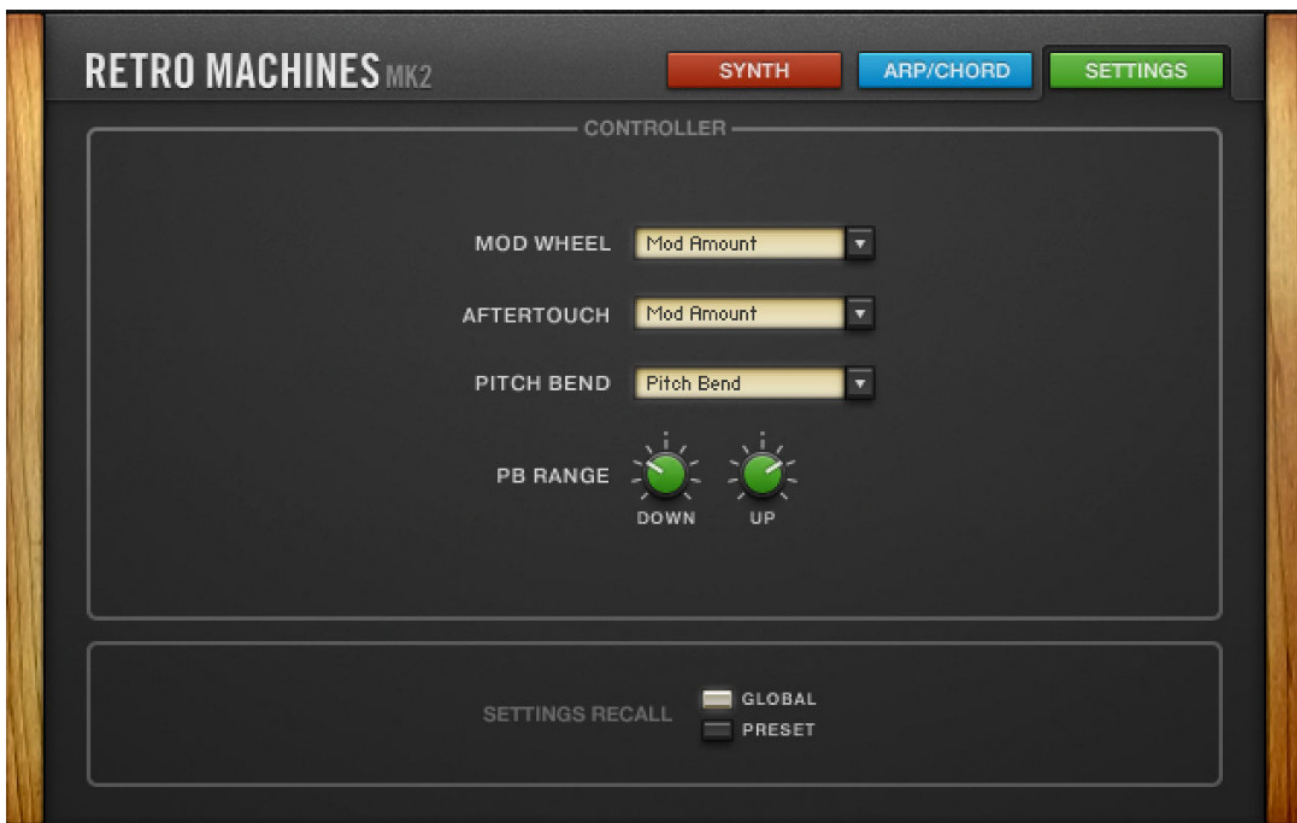 RETRO MACHINES MK2
SYNTH
ARP/CHORD
SETTINGS
CONTROLLER
MOD WHEEL Mod Amount
AFTERTOUCH Mod Amount
PITCH BEND Pitch Bend
PB RANGE
DOWN UP
SETTINGS RECALL
GLOBAL
PRESET